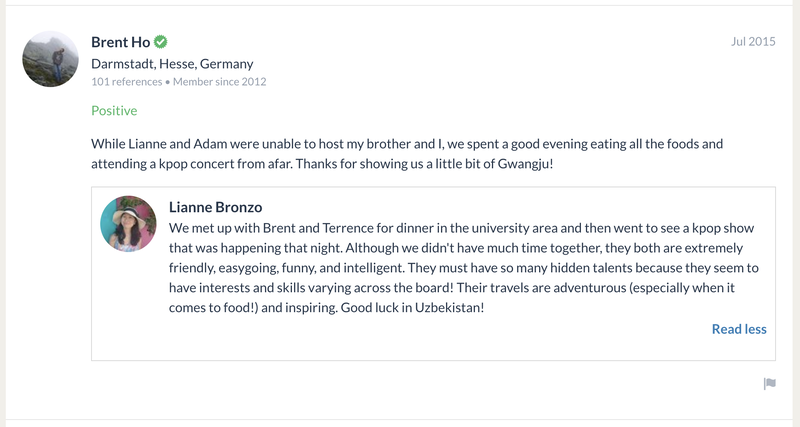 Brent Ho
Jul 2015
Darmstadt, Hesse, Germany
101 references • Member since 2012
Positive
While Lianne and Adam were unable to host my brother and I, we spent a good evening eating all the foods and
attending a kpop concert from afar. Thanks for showing us a little bit of Gwangju!
Lianne Bronzo
We met up with Brent and Terrence for dinner in the university area and then went to see a kpop show
that was happening that night. Although we didn't have much time together, they both are extremely
friendly, easygoing, funny, and intelligent. They must have so many hidden talents because they seem to
have interests and skills varying across the board! Their travels are adventurous (especially when it
comes to food!) and inspiring. Good luck in Uzbekistan!
Read less